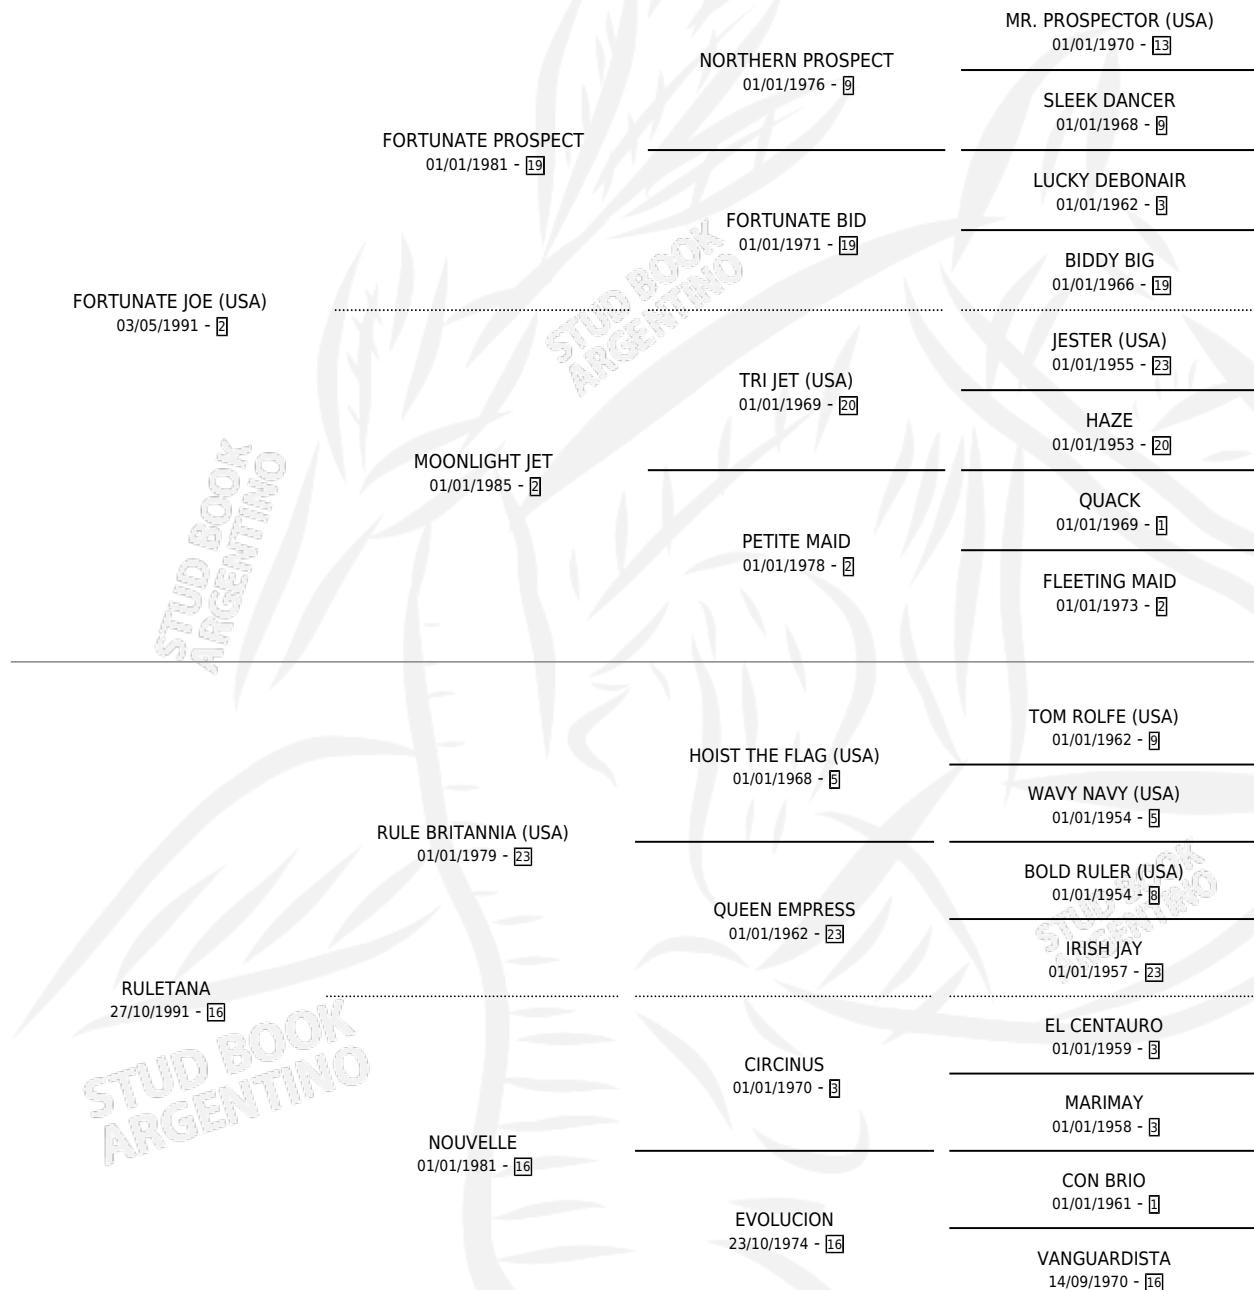 MR. PROSPECTOR (USA)
01/01/1970 - 13
NORTHERN PROSPECT
01/01/1976 - 9
SLEEK DANCER
01/01/1968 - 9
FORTUNATE PROSPECT
01/01/1981 - 19
LUCKY DEBONAIR
01/01/1962 - 3
FORTUNATE BID
01/01/1971 - 19
BIDDY BIG
01/01/1966 - 19
FORTUNATE JOE (USA)
03/05/1991 - 2
JESTER (USA)
01/01/1955 - 23
TRI JET (USA)
01/01/1969 - 20
HAZE
01/01/1953 - 20
MOONLIGHT JET
01/01/1985 - 2
QUACK
01/01/1969 - 1
PETITE MAID
01/01/1978 - 2
FLEETING MAID
01/01/1973 - 2
TOM ROLFE (USA)
01/01/1962 - 9
HOIST THE FLAG (USA)
01/01/1968 - 5
WAVY NAVY (USA)
01/01/1954 - 5
RULE BRITANNIA (USA)
01/01/1979 - 23
BOLD RULER (USA)
01/01/1954 - 8
QUEEN EMPRESS
01/01/1962 - 23
IRISH JAY
01/01/1957 - 23
RULETANA
27/10/1991 - 16
EL CENTAURO
01/01/1959 - 3
CIRCINUS
01/01/1970 - 3
MARIMAY
01/01/1958 - 3
NOUVELLE
01/01/1981 - 16
CON BRIO
01/01/1961 - 1
EVOLUCION
23/10/1974 - 16
VANGUARDISTA
14/09/1970 - 16
STUD BOOK
ARGENTINO
STUD BOOK
ARGENTINO
STUD BOOK
ARGENTINO
STUD BOOK
ARGENTINO